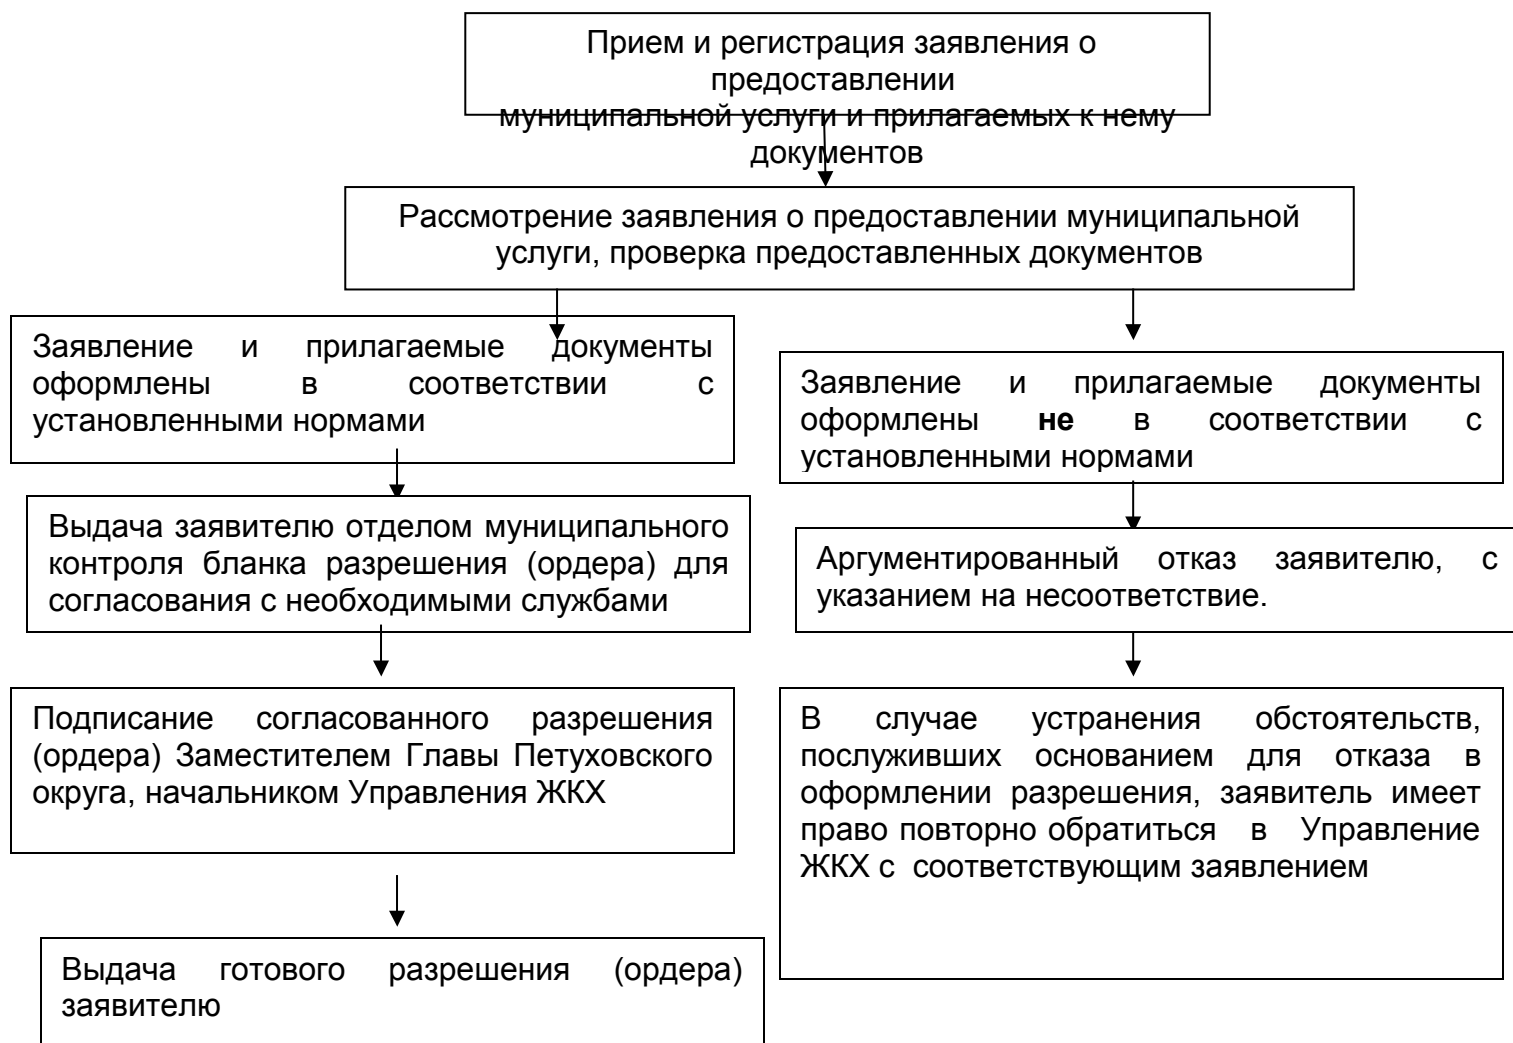 Прием и регистрация заявления о
предоставлении
муниципальной услуги и прилагаемых к нему
документов
Рассмотрение заявления о предоставлении муниципальной
услуги, проверка предоставленных документов
Заявление и прилагаемые документы
оформлены в соответствии с
установленными нормами
Заявление и прилагаемые документы
оформлены не в соответствии с
установленными нормами
Выдача заявителю отделом муниципального
контроля бланка разрешения (ордера) для
согласования с необходимыми службами
Аргументированный отказ заявителю, с
указанием на несоответствие.
Подписание согласованного разрешения
(ордера) Заместителем Главы Петуховского
округа, начальником Управления ЖКХ
В случае устранения обстоятельств,
послуживших основанием для отказа в
оформлении разрешения, заявитель имеет
право повторно обратиться в Управление
ЖКХ с соответствующим заявлением
Выдача готового разрешения (ордера)
заявителю